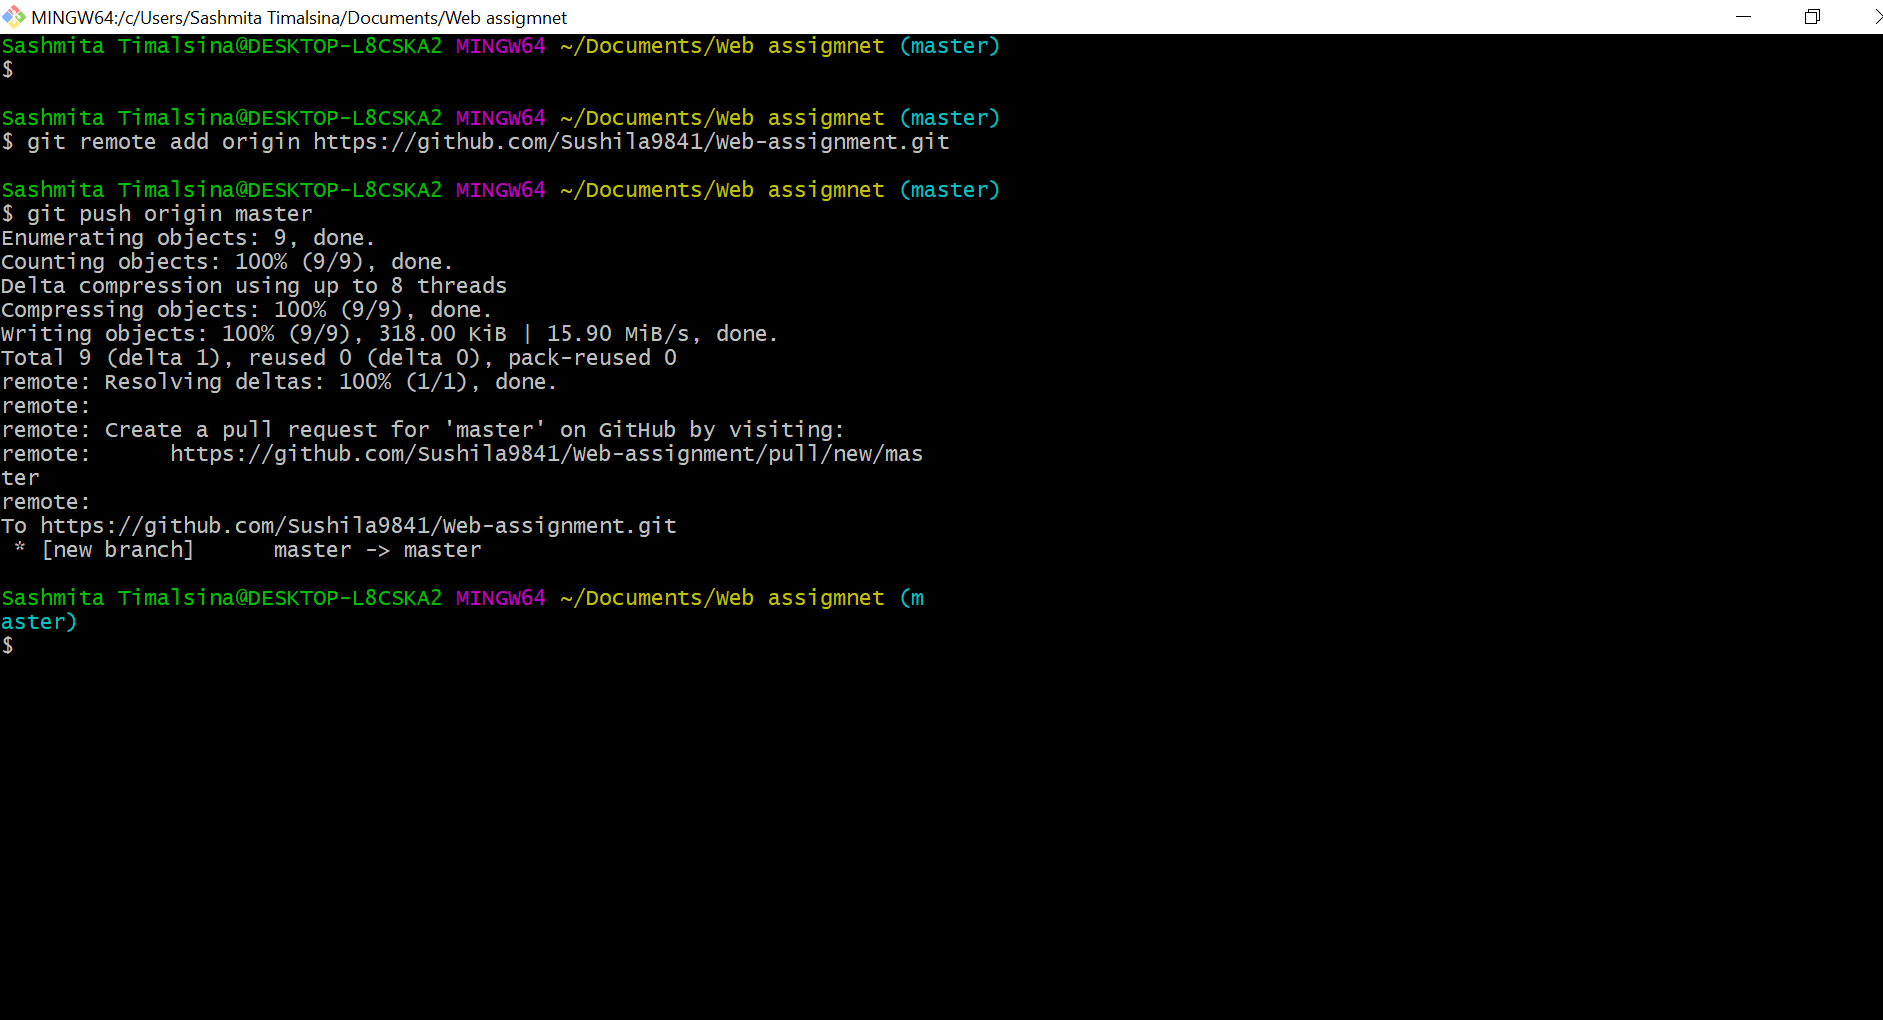 MINGW64:/c/Users/Sashmita Timalsina/Documents/Web assigmnet
Sashmita Timalsina@DESKTOP-L8CSKA2 MINGW64 ~/Documents/Web assigmnet (master)
$
Sashmita Timalsina@DESKTOP-L8CSKA2 MINGW64 ~/Documents/Web assigmnet (master)
$ git remote add origin https://github.com/Sushila9841/Web-assignment.git
Sashmita Timalsina@DESKTOP-L8CSKA2 MINGW64 ~/Documents/Web assigmnet (master)
$ git push origin master
Enumerating objects: 9, done.
Counting objects: 100% (9/9), done.
Delta compression using up to 8 threads
Compressing objects: 100% (9/9), done.
Writing objects: 100% (9/9), 318.00 KiB | 15.90 MiB/s, done.
Total 9 (delta 1), reused 0 (delta 0), pack-reused 0
remote: Resolving deltas: 100% (1/1), done.
remote:
remote: Create a pull request for 'master' on GitHub by visiting:
remote:      https://github.com/Sushila9841/Web-assignment/pull/new/mas
ter
remote:
To https://github.com/Sushila9841/Web-assignment.git
 * [new branch]      master -> master
Sashmita Timalsina@DESKTOP-L8CSKA2 MINGW64 ~/Documents/Web assigmnet (m
aster)
$